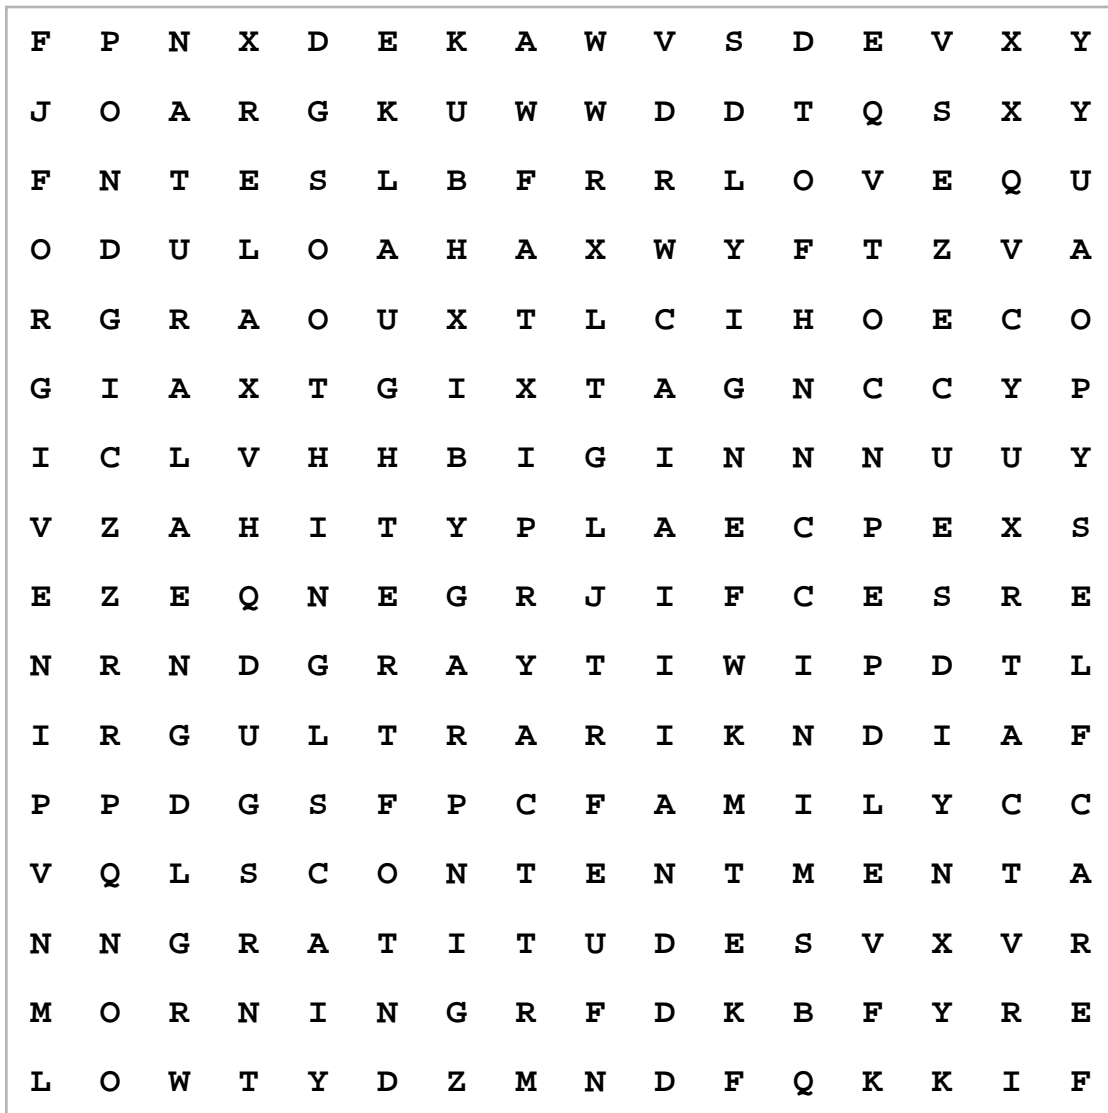 F P N X D E K A W V S D E V X Y
J O A R G K U W W D D T Q S X Y
F N T E S L B F R R L O V E Q U
O D U L O A H A X W Y F T Z V A
R G R A O U X T L C I H O E C O
G I A X T G I X T A G N C C Y P
I C L V H H B I G I N N N U U Y
V Z A H I T Y P L A E C P E X S
E Z E Q N E G R J I F C E S R E
N R N D G R A Y T I W I P D T L
I R G U L T R A R I K N D I A F
P P D G S F P C F A M I L Y C C
V Q L S C O N T E N T M E N T A
N N G R A T I T U D E S V X V R
M O R N I N G R F D K B F Y R E
L O W T Y D Z M N D F Q K K I F